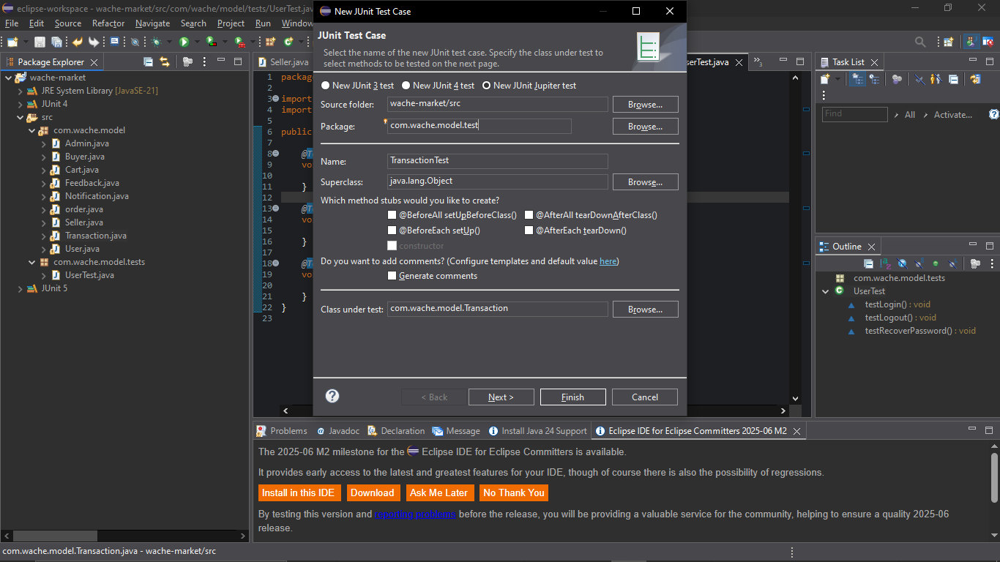 eclipse-workspace - wache-market/src/com/wache/model/tests/UserTest.java
File Edit Source Refactor Navigate Search Project Run Window
Package Explorer
wache-market
JRE System Library [JavaSE-21]
JUnit 4
src
com.wache.model
Admin.java
Buyer.java
Cart.java
Feedback.java
Notification.java
order.java
Seller.java
Transaction.java
User.java
com.wache.model.tests
UserTest.java
JUnit 5
Seller.java
serTest.java
3
1 packag
2
3 import
4 import
5
6 public
7
8 @T
9 vo
10
11 }
12
13 @T
14 vo
15
16 }
17
18 @T
19 vo
20
21 }
22 }
23
New JUnit Test Case
JUnit Test Case
Select the name of the new JUnit test case. Specify the class under test to
select methods to be tested on the next page.
New JUnit 3 test New JUnit 4 test New JUnit Jupiter test
Source folder: wache-market/src Browse...
Package: com.wache.model.test Browse...
Name: TransactionTest
Superclass: java.lang.Object Browse...
Which method stubs would you like to create?
@BeforeAll setUpBeforeClass() @AfterAll tearDownAfterClass()
@BeforeEach setUp() @AfterEach tearDown()
constructor
Do you want to add comments? (Configure templates and default value here)
Generate comments
Class under test: com.wache.model.Transaction Browse...
? < Back Next > Finish Cancel
Task List
Find All Activate...
Outline
com.wache.model.tests
UserTest
testLogin() : void
testLogout() : void
testRecoverPassword() : void
Problems Javadoc Declaration Message Install Java 24 Support Eclipse IDE for Eclipse Committers 2025-06 M2
The 2025-06 M2 milestone for the Eclipse IDE for Eclipse Committers is available.
It provides early access to the latest and greatest features for your IDE, though of course there is also the possibility of regressions.
Install in this IDE Download Ask Me Later No Thank You
By testing this version and reporting problems before the release, you will be providing a valuable service for the community, helping to ensure a quality 2025-06
release.
com.wache.model.Transaction.java - wache-market/src